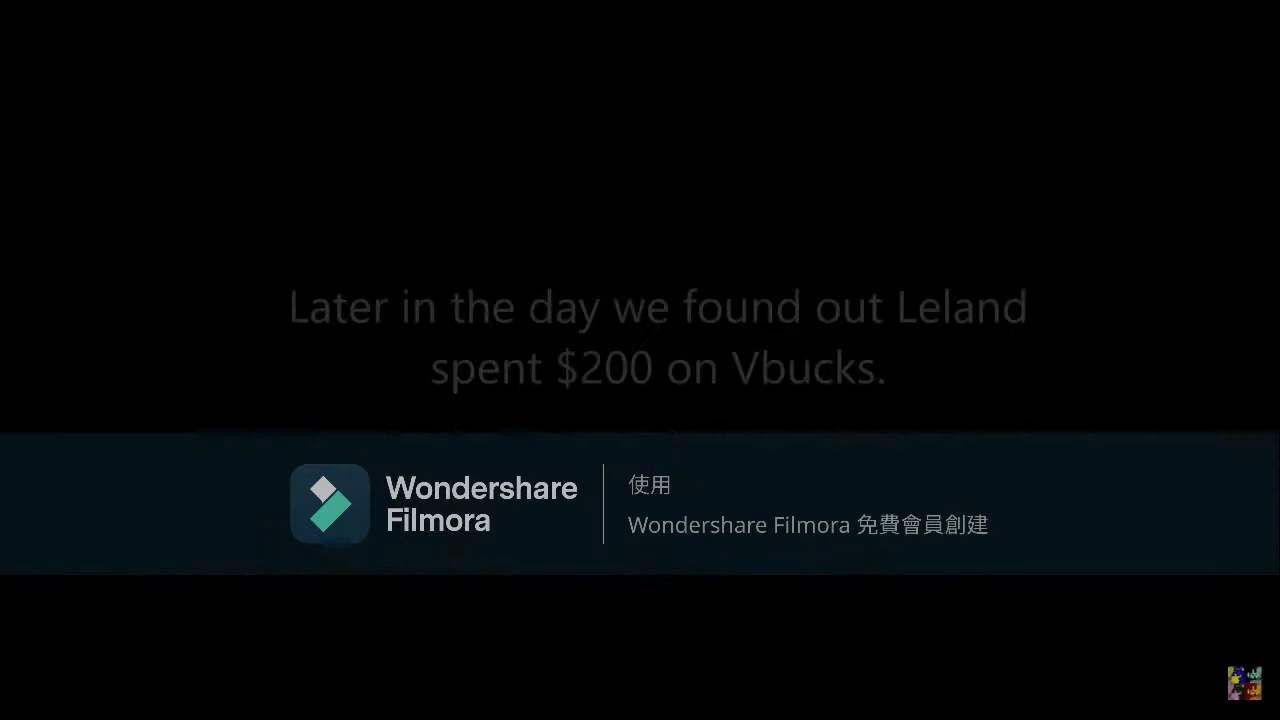 Later in the day we found out Leland
spent $200 on Vbucks.
Wondershare
Filmora
使用
Wondershare Filmora 免費會員創建